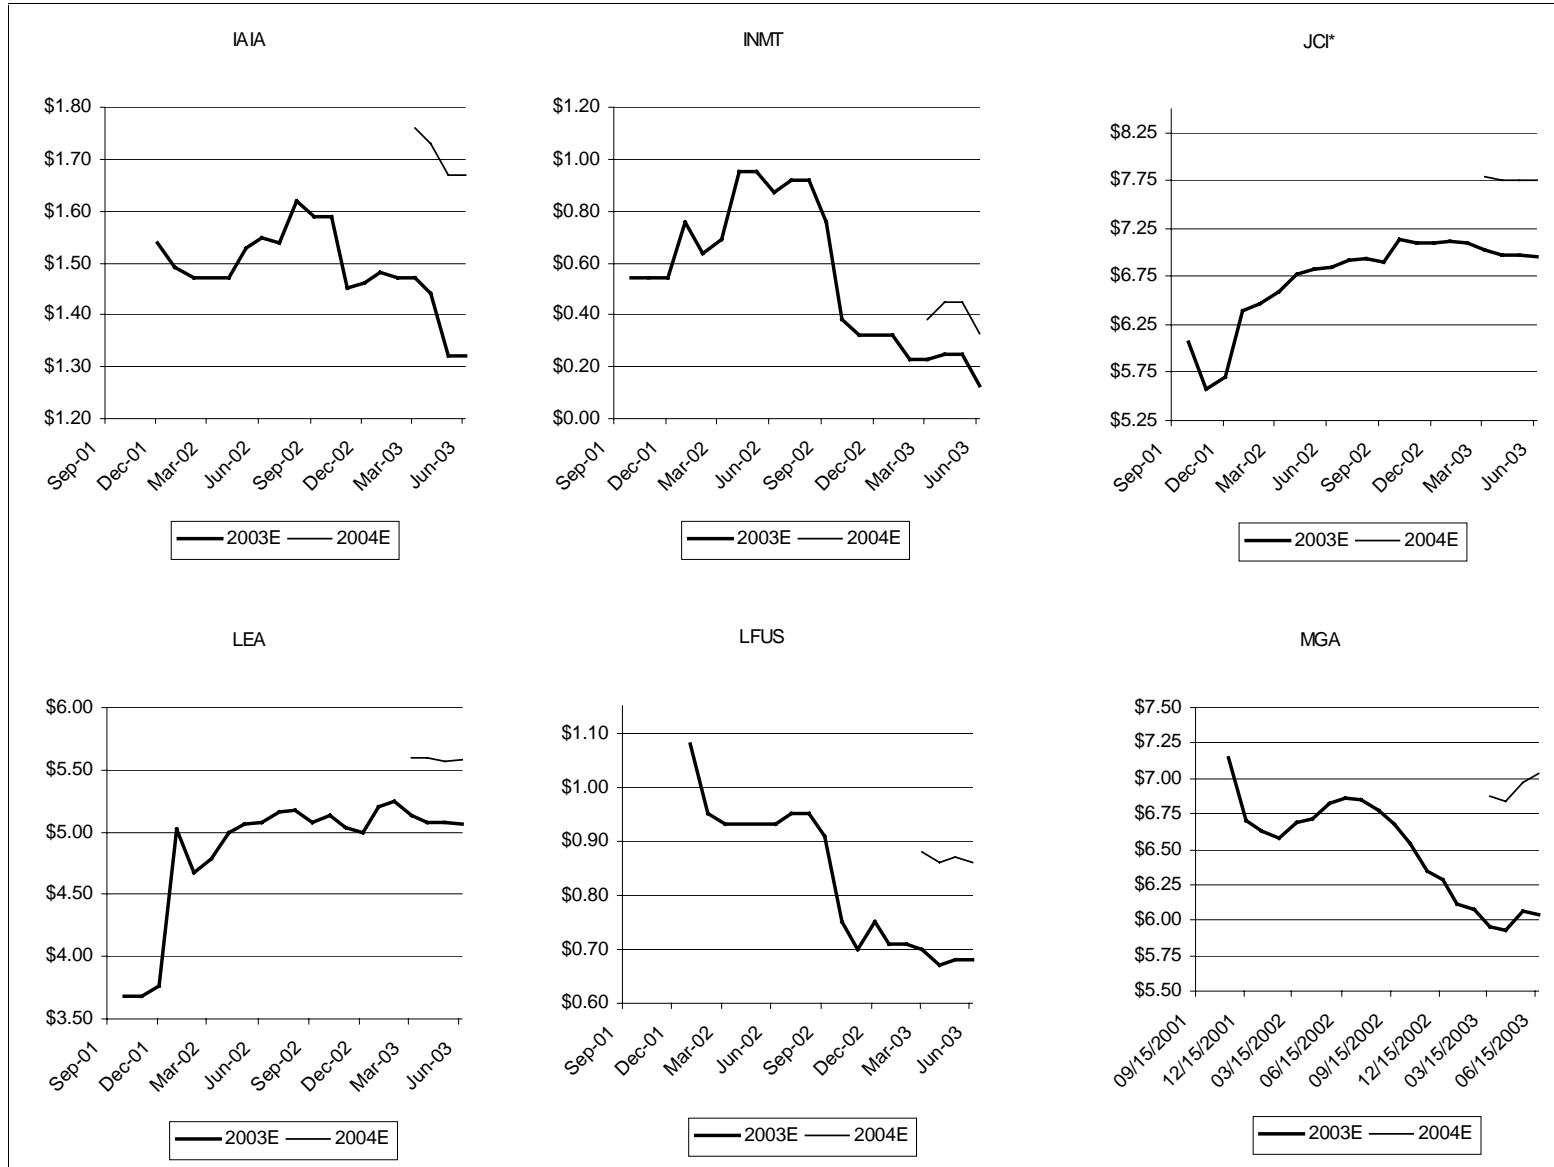 IAIA
$1.80
$1.70
$1.60
$1.50
$1.40
$1.30
$1.20
Sep-01
Dec-01
Mar-02
Jun-02
Sep-02
Dec-02
Mar-03
Jun-03
2003E 2004E
INMT
$1.20
$1.00
$0.80
$0.60
$0.40
$0.20
$0.00
Sep-01
Dec-01
Mar-02
Jun-02
Sep-02
Dec-02
Mar-03
Jun-03
2003E 2004E
JCI*
$8.25
$7.75
$7.25
$6.75
$6.25
$5.75
$5.25
Sep-01
Dec-01
Mar-02
Jun-02
Sep-02
Dec-02
Mar-03
Jun-03
2003E 2004E
LEA
$6.00
$5.50
$5.00
$4.50
$4.00
$3.50
Sep-01
Dec-01
Mar-02
Jun-02
Sep-02
Dec-02
Mar-03
Jun-03
2003E 2004E
LFUS
$1.10
$1.00
$0.90
$0.80
$0.70
$0.60
Sep-01
Dec-01
Mar-02
Jun-02
Sep-02
Dec-02
Mar-03
Jun-03
2003E 2004E
MGA
$7.50
$7.25
$7.00
$6.75
$6.50
$6.25
$6.00
$5.75
$5.50
09/15/2001
12/15/2001
03/15/2002
06/15/2002
09/15/2002
12/15/2002
03/15/2003
06/15/2003
2003E 2004E